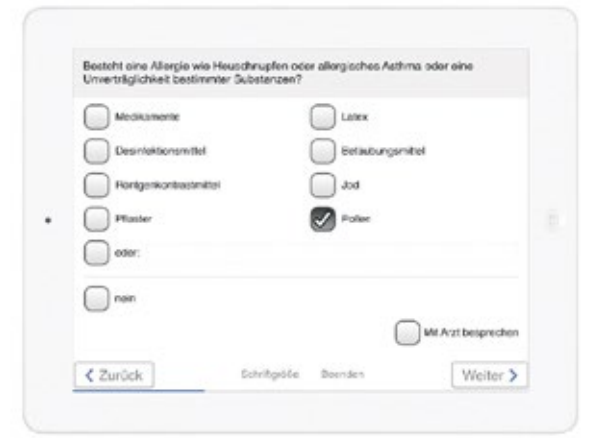 Besteht eine Allergie wie Heuschnupfen oder allergisches Asthma oder eine
Unverträglichkeit bestimmter Substanzen?
Medikamente
Latex
Desinfektionsmittel
Betäubungsmittel
Röntgenkontrastmittel
Jod
Pflaster
Pollen
oder:
nein
Mit Arzt besprechen
Zurück
Schriftgröße
Beenden
Weiter